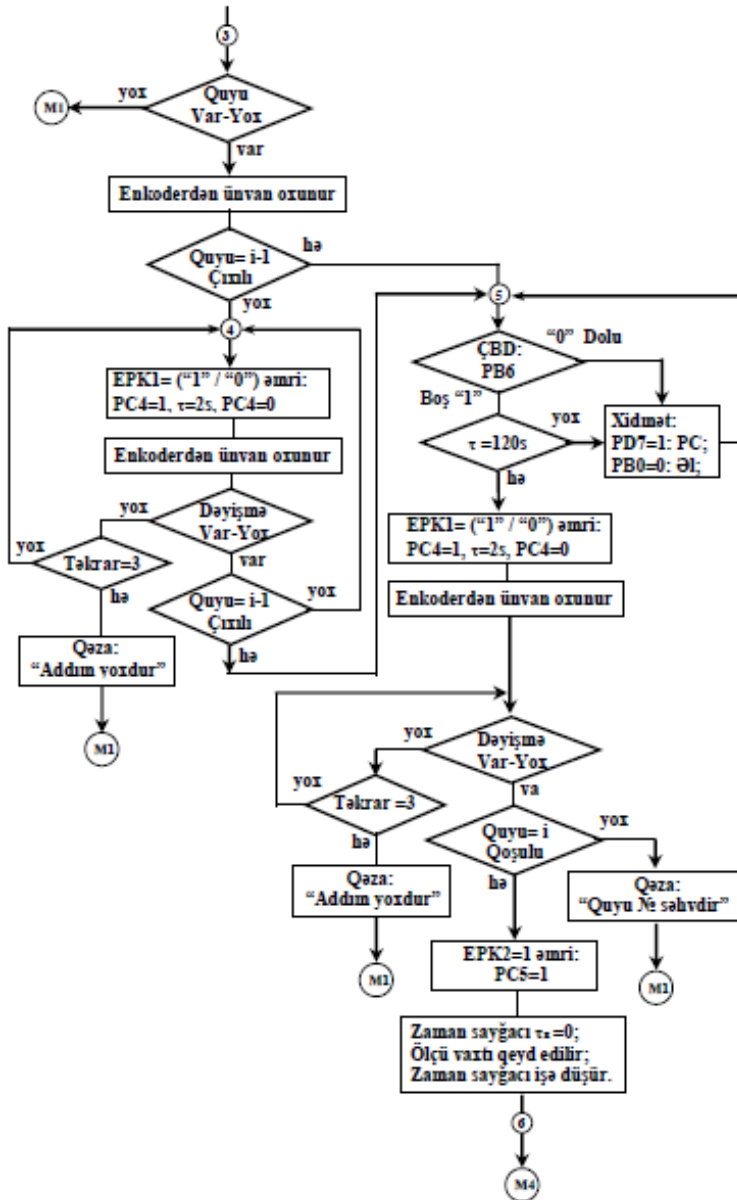 3
Quyu
Var-Yox
yox
M1
var
Enkoderdən ünvan oxunur
Quyu= i-1
Çıxılı
hə
yox
4
EPK1= (“1” / “0”) əmri:
PC4=1, τ=2s, PC4=0
Enkoderdən ünvan oxunur
Dəyişmə
Var-Yox
yox
var
Təkrar=3
yox
hə
Quyu= i-1
Çıxılı
yox
hə
Qəza:
“Addım yoxdur”
M1
5
ÇBD:
PB6
“0” Dolu
Boş “1”
τ =120s
yox
hə
Xidmət:
PD7=1: PC;
PB0=0: Əl;
EPK1= (“1” / “0”) əmri:
PC4=1, τ=2s, PC4=0
Enkoderdən ünvan oxunur
Dəyişmə
Var-Yox
yox
va
Təkrar =3
yox
hə
Quyu= i
Qoşulu
yox
hə
Qəza:
“Addım yoxdur”
M1
Qəza:
“Quyu № səhvdir”
M1
EPK2=1 əmri:
PC5=1
Zaman sayğacı τ =0;
Ölçü vaxtı qeyd edilir;
Zaman sayğacı işə düşür.
6
M4